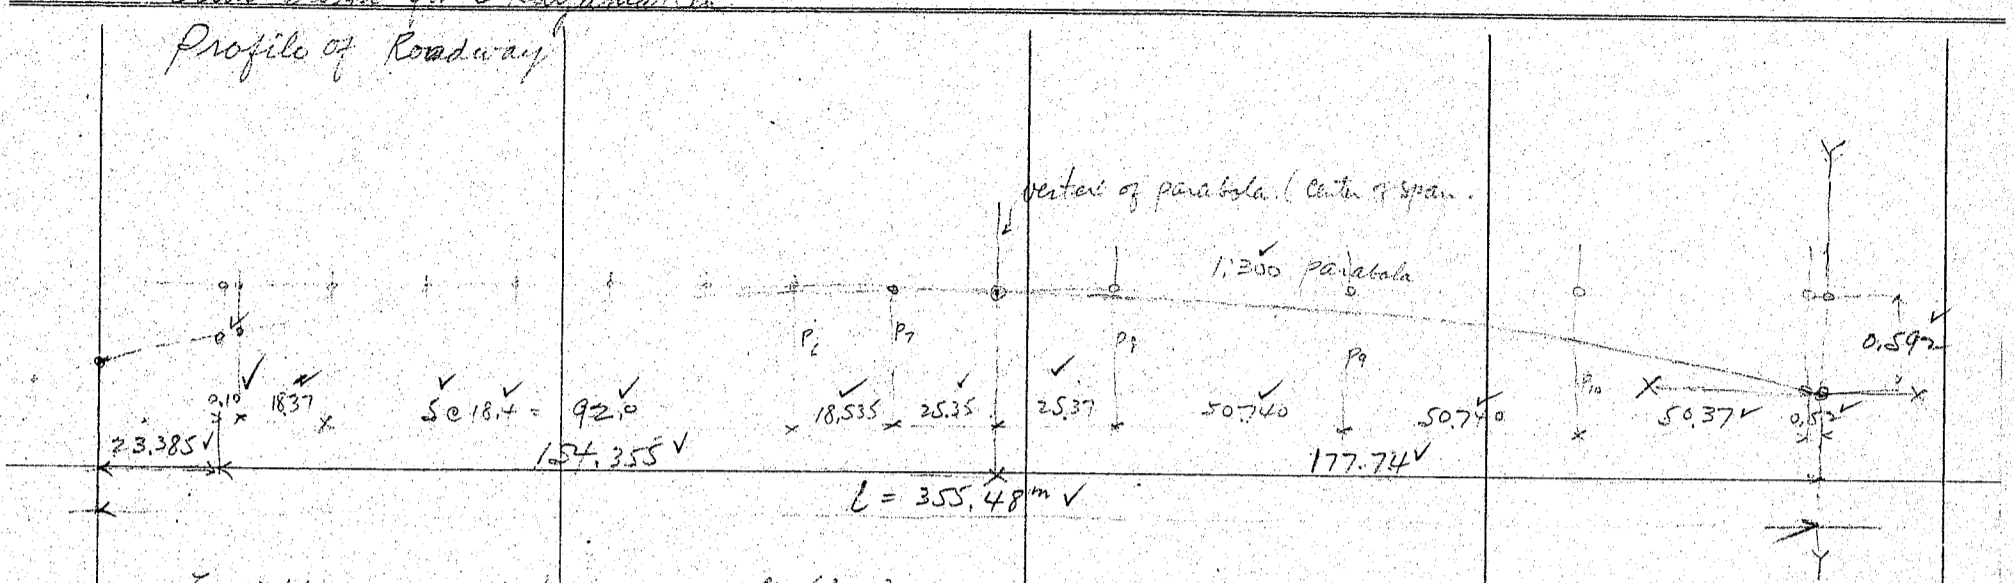 Profile of Roadway
vertex of parabola (Center of span.
1:300 parabola
P6 P7 P8 P9 P10
0.592
0.10 18.37 5@18.4 = 92.0 18.535 25.35 25.37 50.740 50.740 50.37 0.52
23.385 154.355 177.74
L = 355.48m
Y
Y